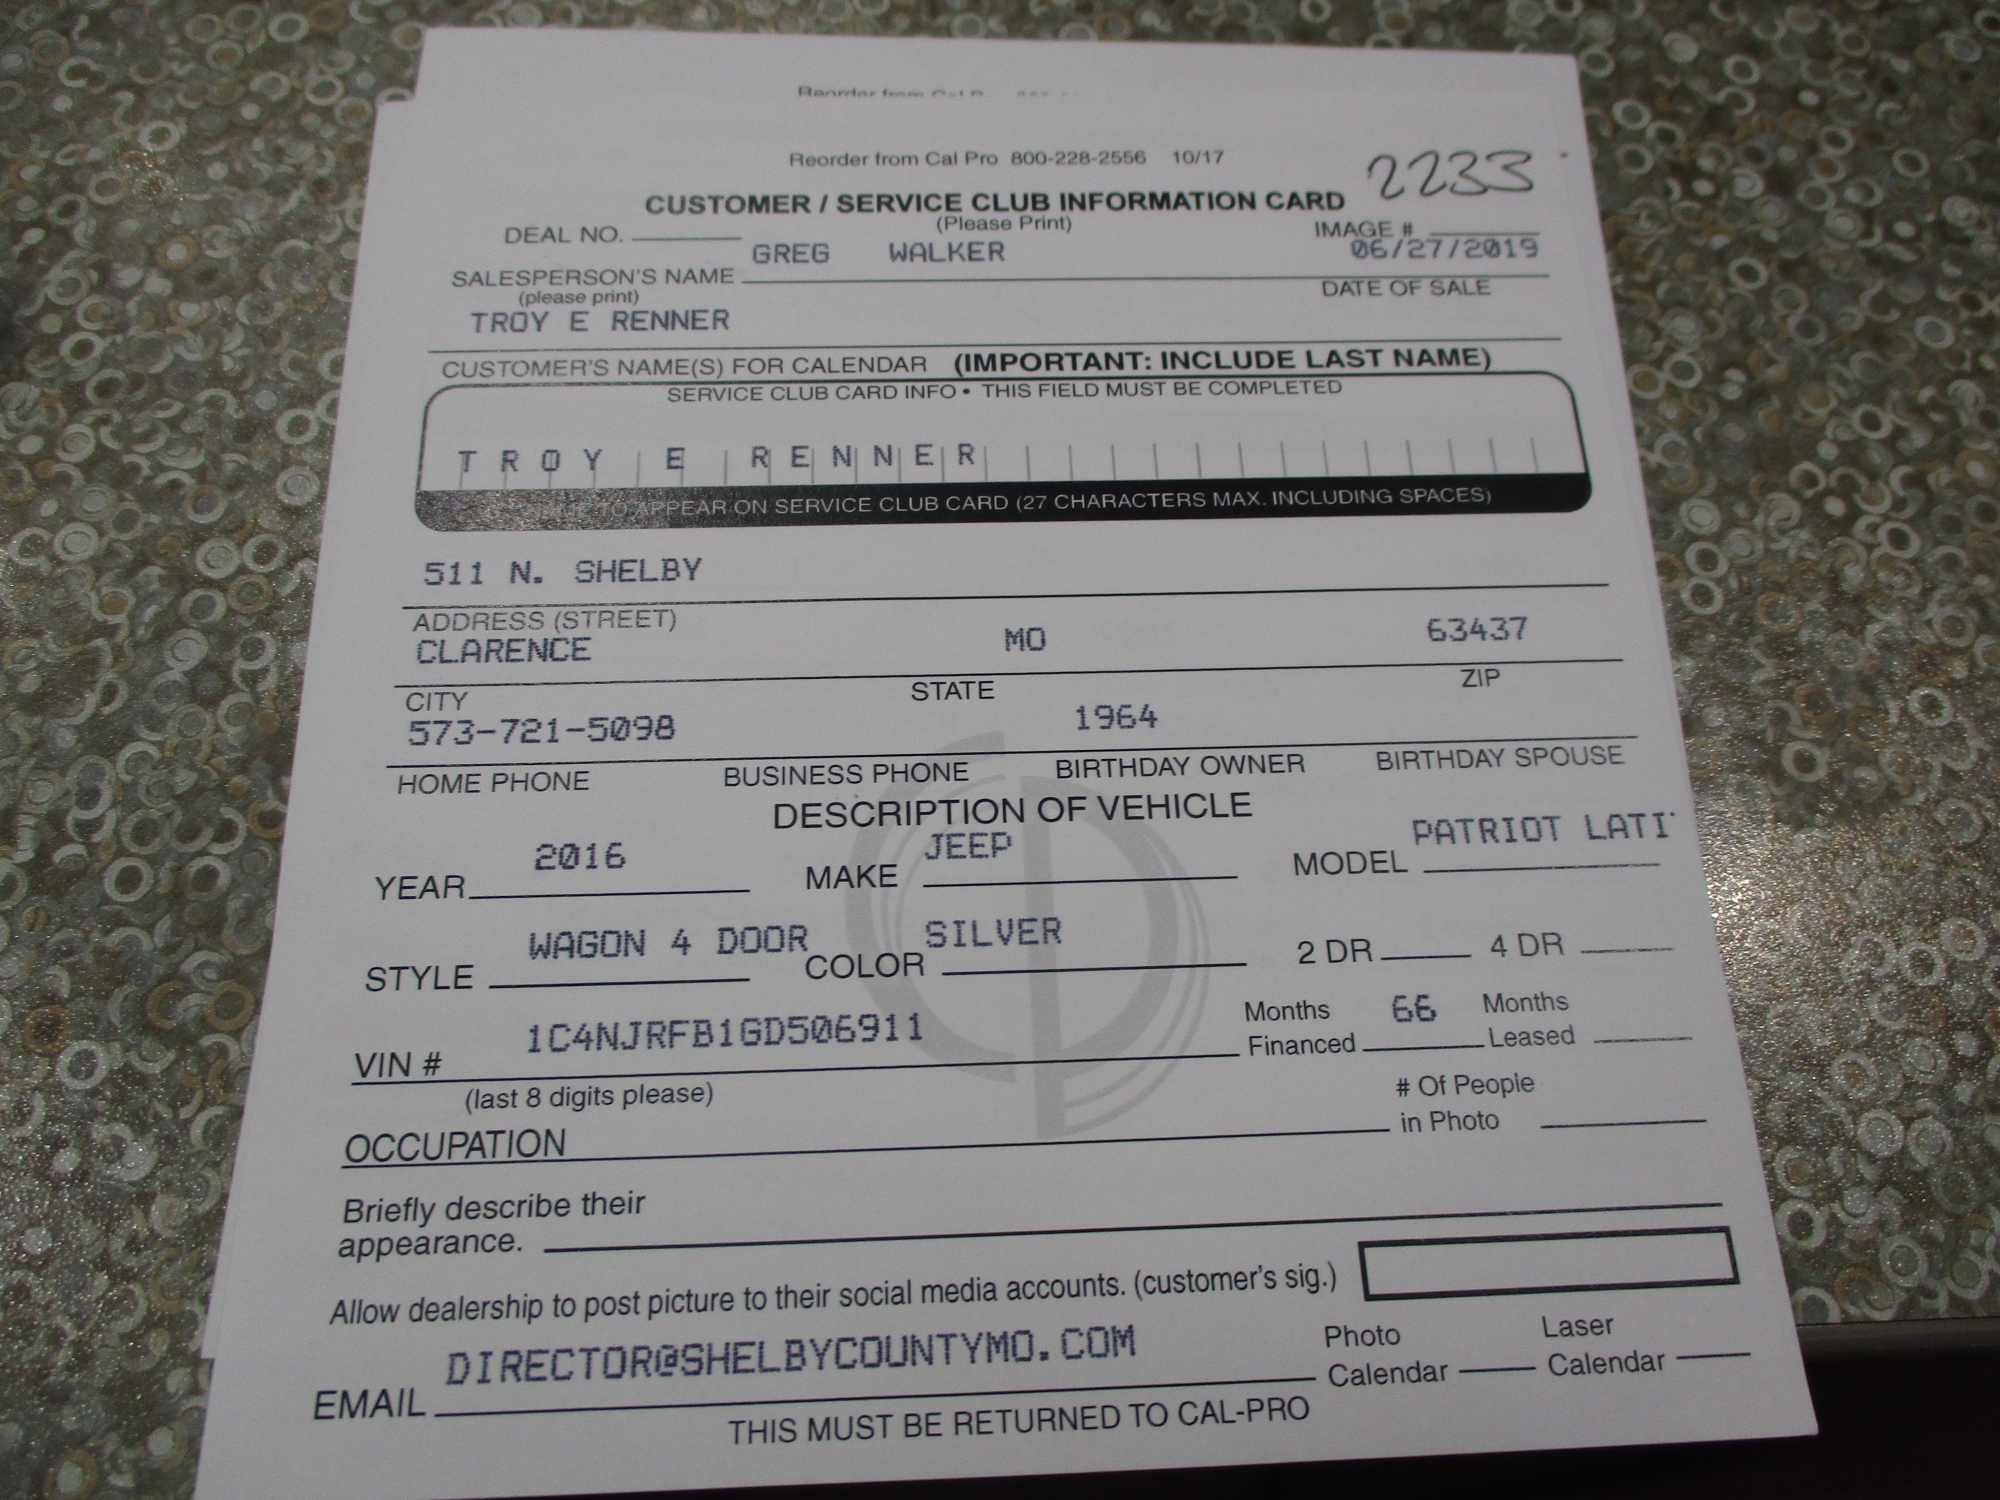 Reorder from Cal P
Reorder from Cal Pro 800-228-2556 10/17
2233
CUSTOMER / SERVICE CLUB INFORMATION CARD
(Please Print)
DEAL NO. IMAGE #
GREG WALKER 06/27/2019
SALESPERSON'S NAME DATE OF SALE
(please print)
TROY E RENNER
CUSTOMER'S NAME(S) FOR CALENDAR (IMPORTANT: INCLUDE LAST NAME)
SERVICE CLUB CARD INFO • THIS FIELD MUST BE COMPLETED
TROY E RENNER
NAME TO APPEAR ON SERVICE CLUB CARD (27 CHARACTERS MAX. INCLUDING SPACES)
511 N. SHELBY
ADDRESS (STREET)
CLARENCE MO 63437
CITY STATE ZIP
573-721-5098 1964
HOME PHONE BUSINESS PHONE BIRTHDAY OWNER BIRTHDAY SPOUSE
DESCRIPTION OF VEHICLE
2016 JEEP PATRIOT LATI
YEAR MAKE MODEL
WAGON 4 DOOR SILVER
STYLE COLOR 2 DR 4 DR
1C4NJRFB1GD506911 Months 66 Months
VIN # Financed Leased
(last 8 digits please) # Of People
OCCUPATION in Photo
Briefly describe their
appearance.
Allow dealership to post picture to their social media accounts. (customer's sig.)
DIRECTOR@SHELBYCOUNTYMO.COM Photo Laser
EMAIL Calendar Calendar
THIS MUST BE RETURNED TO CAL-PRO